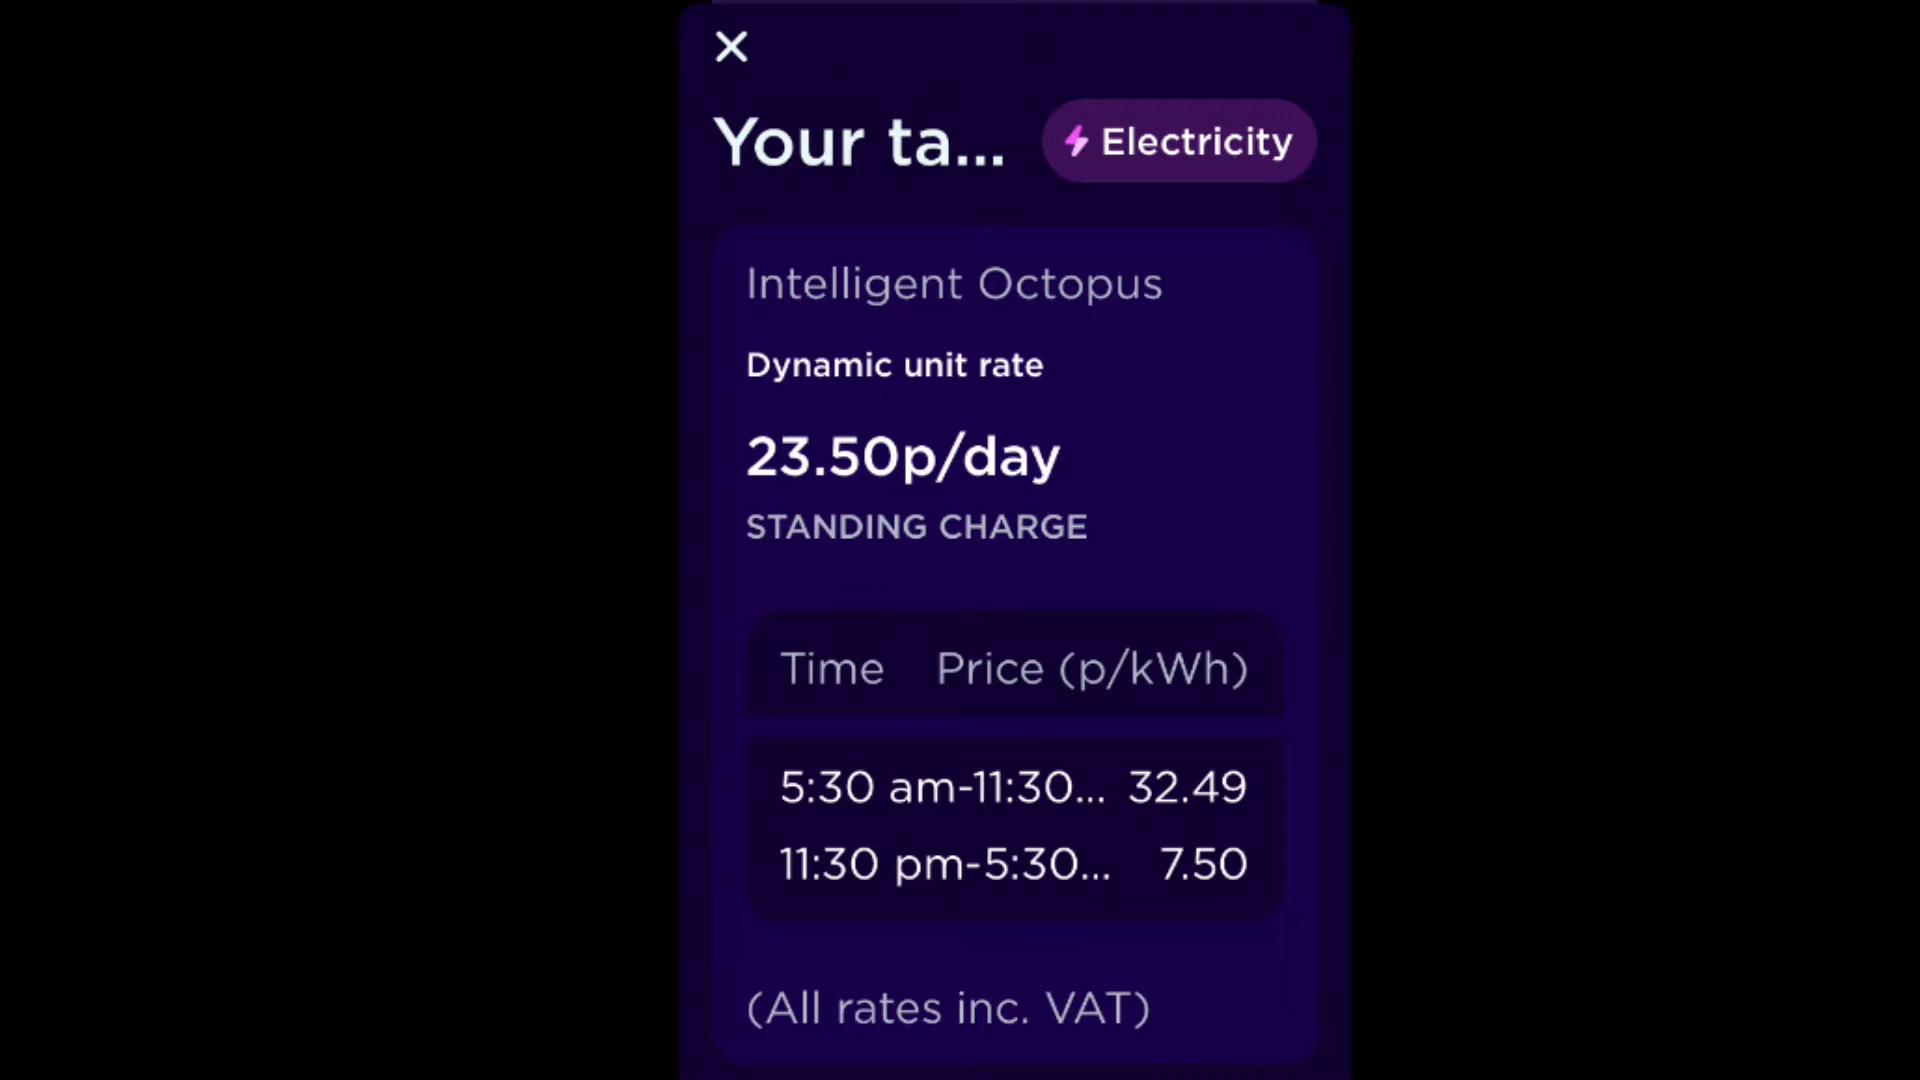 Your ta...
Electricity
Intelligent Octopus
Dynamic unit rate
23.50p/day
STANDING CHARGE
Time Price (p/kWh)
5:30 am-11:30... 32.49
11:30 pm-5:30... 7.50
(All rates inc. VAT)